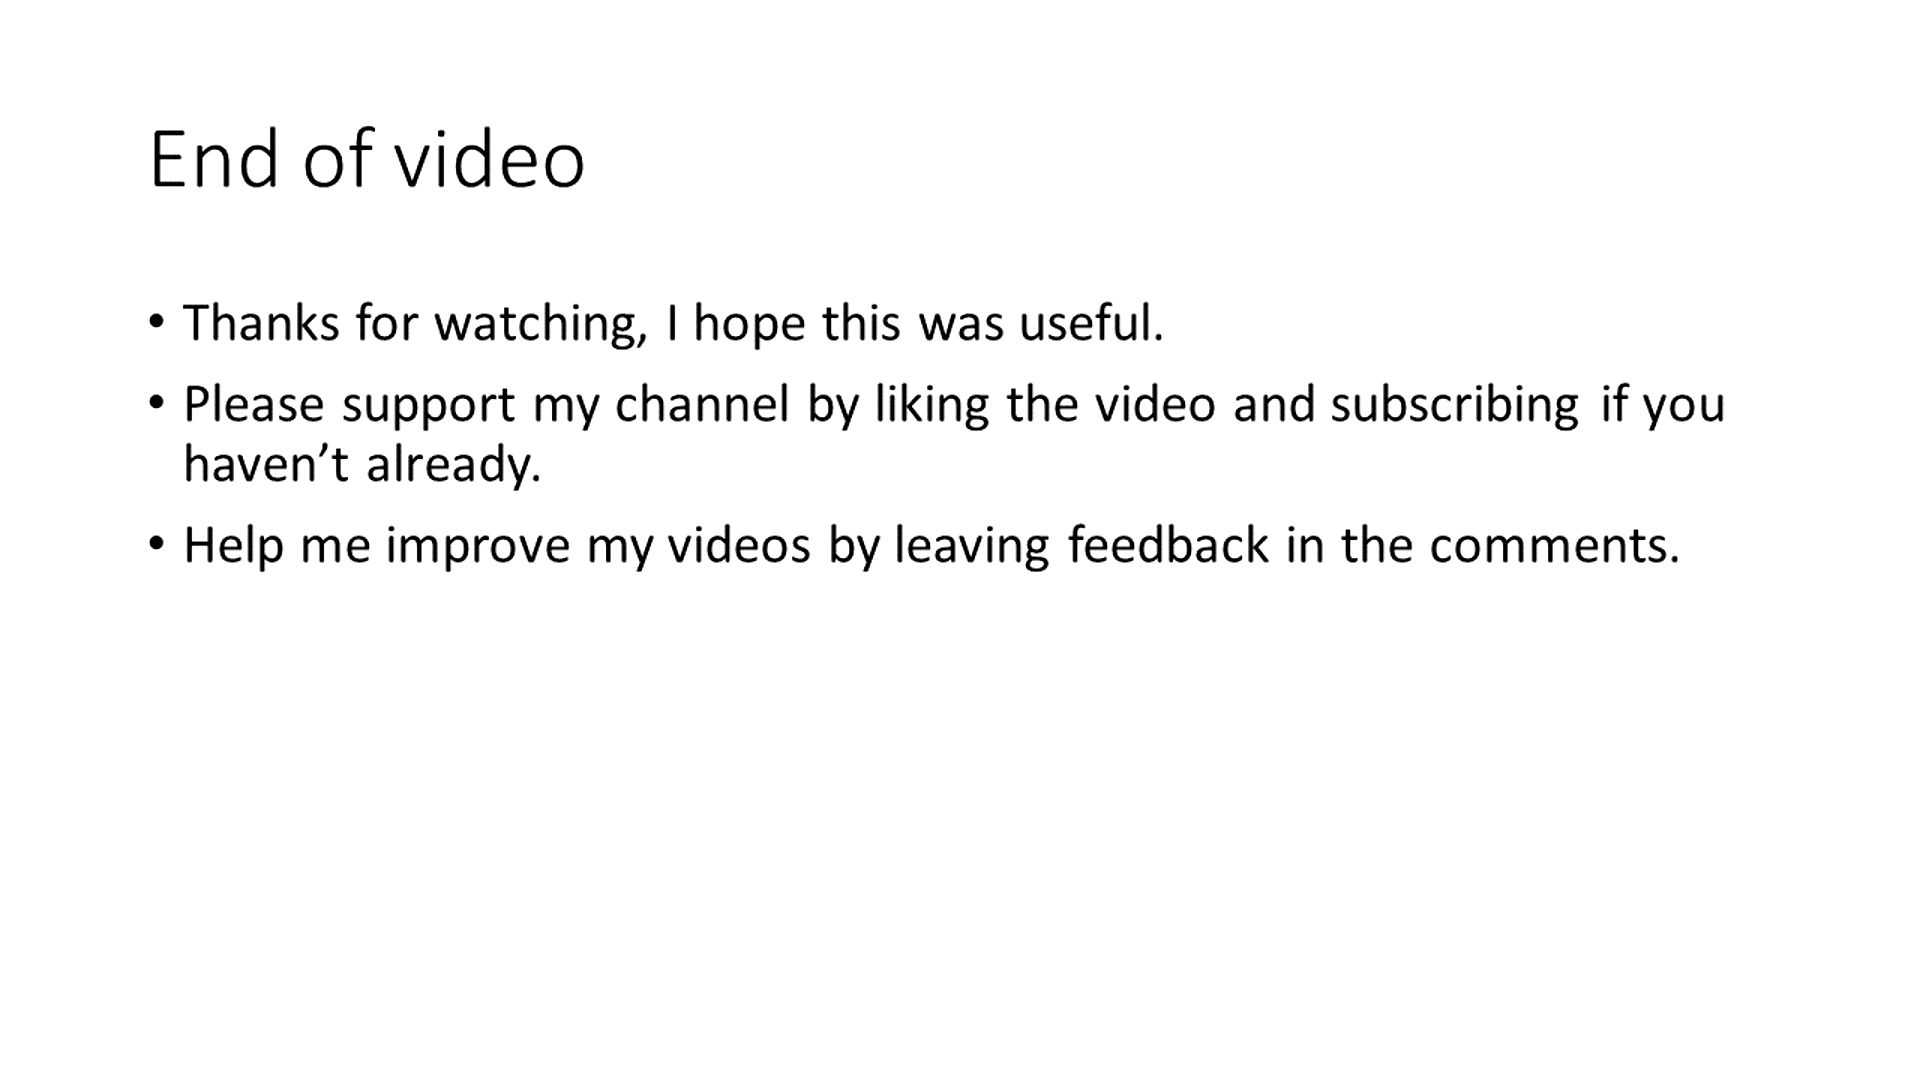 End of video
• Thanks for watching, I hope this was useful.
• Please support my channel by liking the video and subscribing if you
haven’t already.
• Help me improve my videos by leaving feedback in the comments.